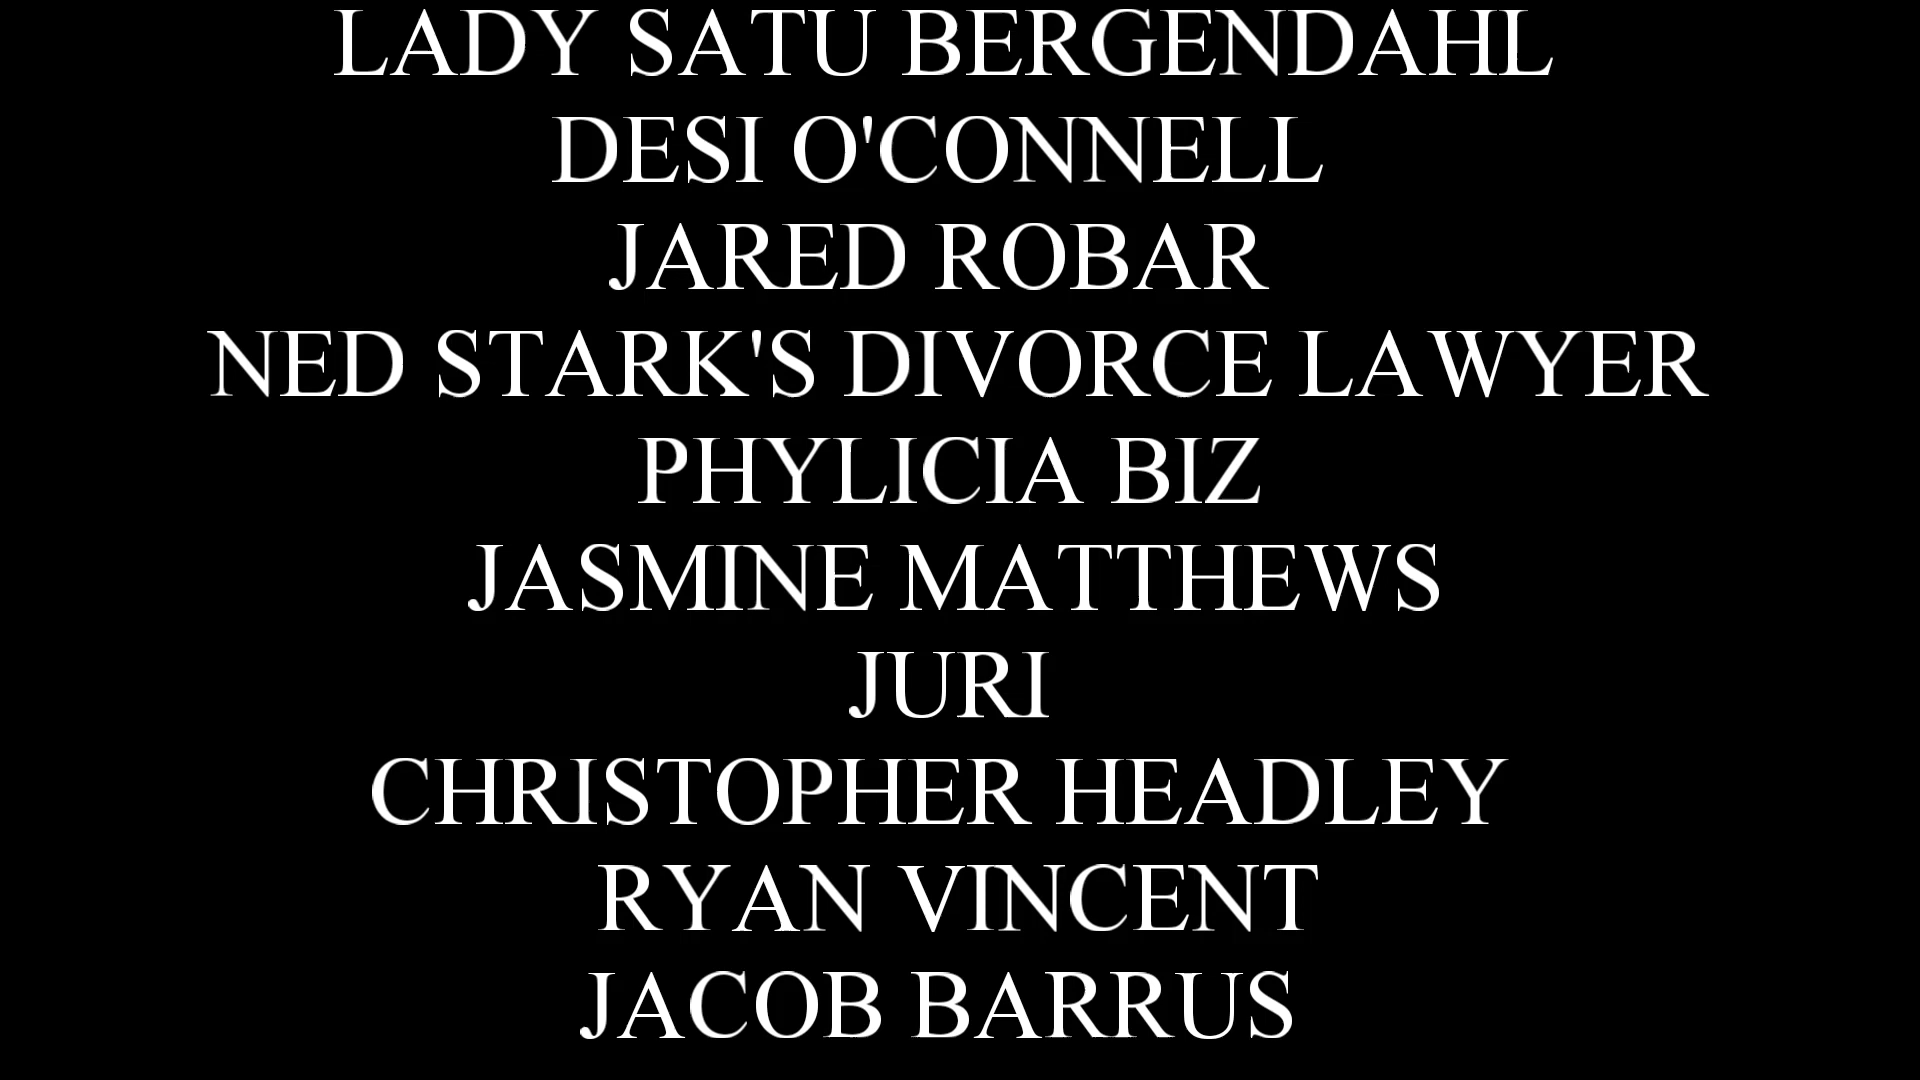 LADY SATU BERGENDAHL
DESI O'CONNELL
JARED ROBAR
NED STARK'S DIVORCE LAWYER
PHYLICIA BIZ
JASMINE MATTHEWS
JURI
CHRISTOPHER HEADLEY
RYAN VINCENT
JACOB BARRUS